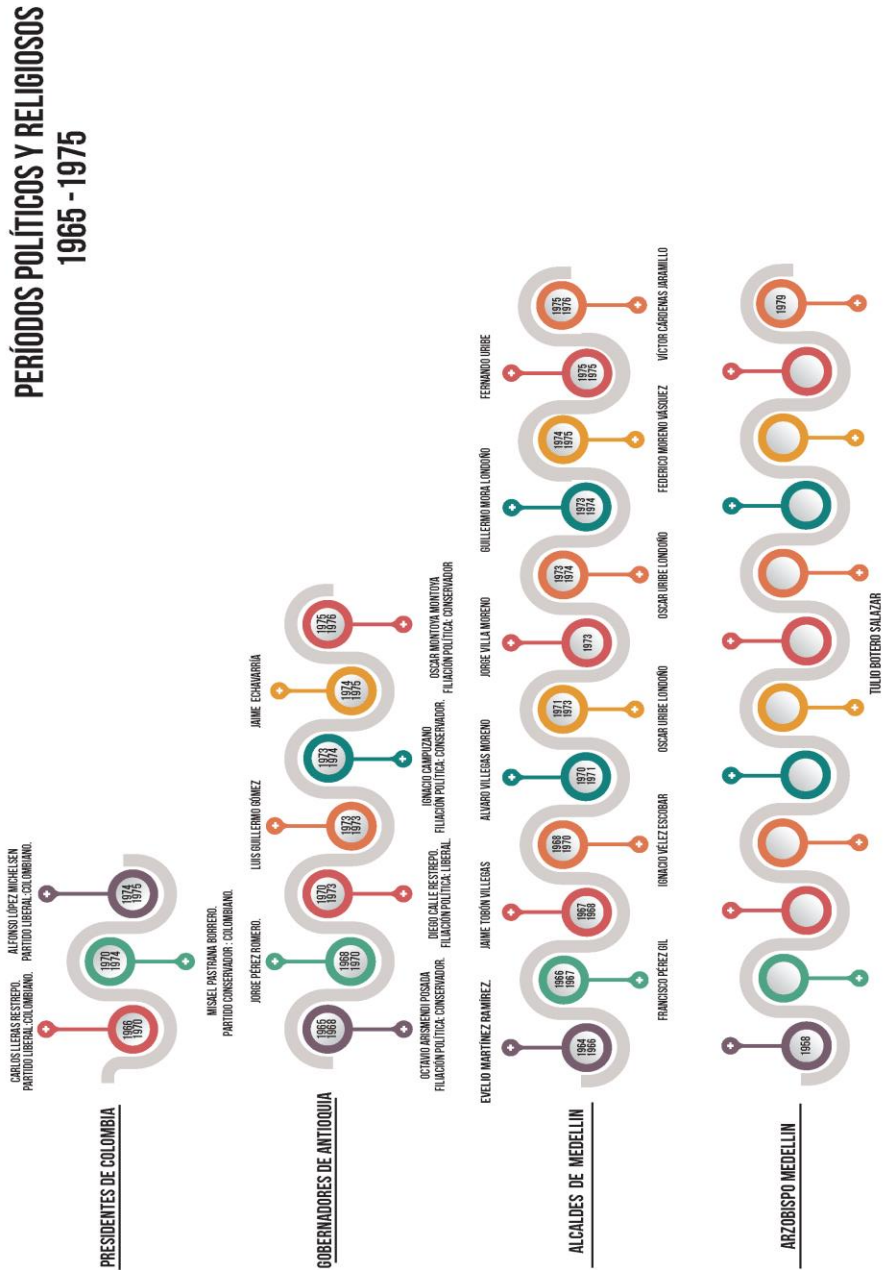 PERÍODOS POLÍTICOS Y RELIGIOSOS
1965 -1975
PRESIDENTES DE COLOMBIA
CARLOS LLERAS RESTREPO.
PARTIDO LIBERAL:COLOMBIANO.
1966
1970
MISAEL PASTRANA BORRERO.
PARTIDO CONSERVADOR : COLOMBIANO.
1970
1974
ALFONSO LÓPEZ MICHELSEN
PARTIDO LIBERAL:COLOMBIANO.
1974
1975
GOBERNADORES DE ANTIOQUIA
OCTAVIO ARISMENDI POSADA
FILIACIÓN POLÍTICA: CONSERVADOR.
1965
1968
JORGE PÉREZ ROMERO.
1968
1970
DIEGO CALLE RESTREPO.
FILIACIÓN POLÍTICA: LIBERAL.
1970
1973
LUIS GUILLERMO GÓMEZ
1973
1973
IGNACIO CAMPUZANO
FILIACIÓN POLÍTICA: CONSERVADOR.
1973
1974
JAIME ECHAVARRÍA
1974
1975
OSCAR MONTOYA MONTOYA
FILIACIÓN POLÍTICA: CONSERVADOR
1975
1976
ALCALDES DE MEDELLIN
EVELIO MARTÍNEZ RAMÍREZ.
1964
1966
FRANCISCO PÉREZ GIL
1966
1967
JAIME TOBÓN VILLEGAS
1967
1968
IGNACIO VÉLEZ ESCOBAR
1968
1970
ALVARO VILLEGAS MORENO
1970
1971
OSCAR URIBE LONDOÑO
1971
1973
JORGE VILLA MORENO
1973
OSCAR URIBE LONDOÑO
1973
1974
GUILLERMO MORA LONDOÑO
1973
1974
FEDERICO MORENO VÁSQUEZ
1974
1975
FERNANDO URIBE
1975
1975
VÍCTOR CÁRDENAS JARAMILLO
1975
1976
ARZOBISPO MEDELLIN
1958
TULIO BOTERO SALAZAR
1979